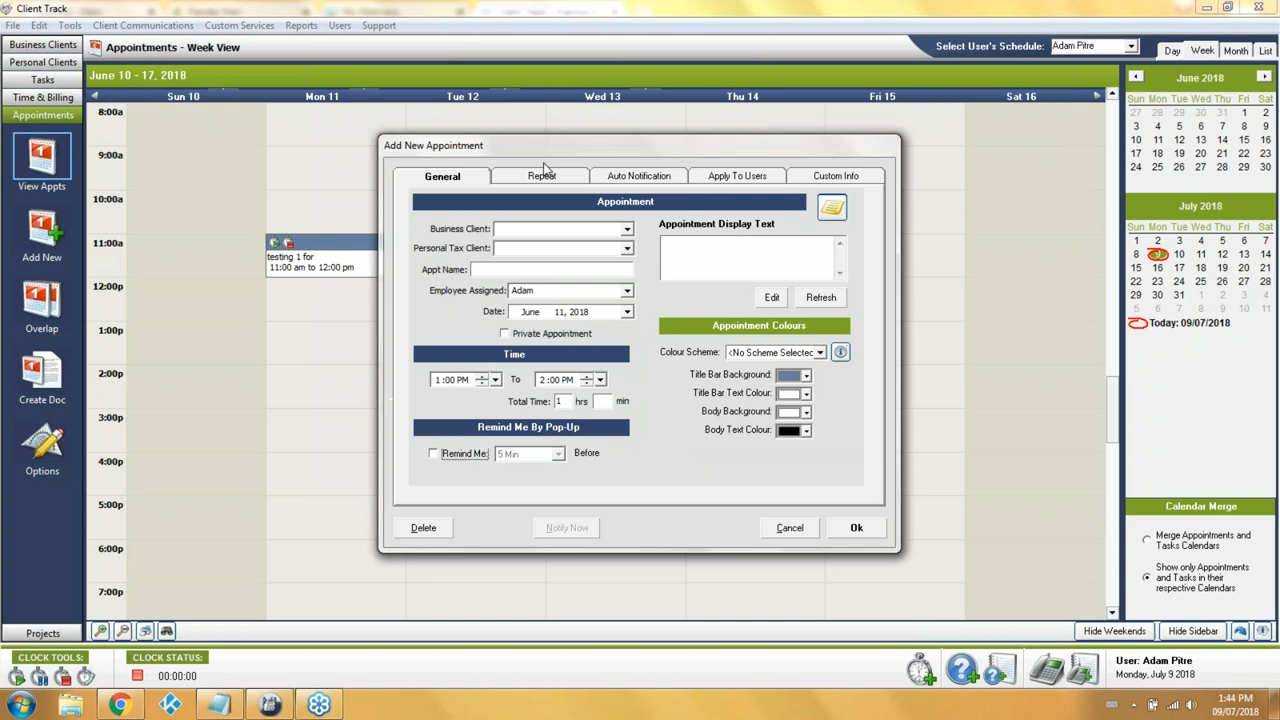 Client Track
File Edit Tools Client Communications Custom Services Reports Users Support
Business Clients
Personal Clients
Tasks
Time & Billing
Appointments
View Appts
Add New
Overlap
Create Doc
Options
Projects
Appointments - Week View
Select User's Schedule: Adam Pitre
Day Week Month List
June 10 - 17, 2018
Sun 10 Mon 11 Tue 12 Wed 13 Thu 14 Fri 15 Sat 16
8:00a
9:00a
10:00a
11:00a
12:00p
1:00p
2:00p
3:00p
4:00p
5:00p
6:00p
7:00p
testing 1 for
11:00 am to 12:00 pm
Add New Appointment
General Repeat Auto Notification Apply To Users Custom Info
Appointment
Business Client:
Personal Tax Client:
Appt Name:
Employee Assigned: Adam
Date: June 11, 2018
Private Appointment
Time
1:00 PM To 2:00 PM
Total Time: 1 hrs min
Remind Me By Pop-Up
Remind Me: 5 Min Before
Appointment Display Text
Edit Refresh
Appointment Colours
Colour Scheme: <No Scheme Selected
Title Bar Background:
Title Bar Text Colour:
Body Background:
Body Text Colour:
Delete Notify Now Cancel Ok
June 2018
Sun Mon Tue Wed Thu Fri Sat
27 28 29 30 31 1 2
3 4 5 6 7 8 9
10 11 12 13 14 15 16
17 18 19 20 21 22 23
24 25 26 27 28 29 30
July 2018
Sun Mon Tue Wed Thu Fri Sat
1 2 3 4 5 6 7
8 10 11 12 13 14
15 16 17 18 19 20 21
22 23 24 25 26 27 28
29 30 31 1 2 3 4
5 6 7 8 9 10 11
Today: 09/07/2018
Calendar Merge
Merge Appointments and
Tasks Calendars
Show only Appointments
and Tasks in their
respective Calendars
Hide Weekends Hide Sidebar
CLOCK TOOLS: CLOCK STATUS:
00:00:00
User: Adam Pitre
Monday, July 9 2018
1:44 PM
09/07/2018